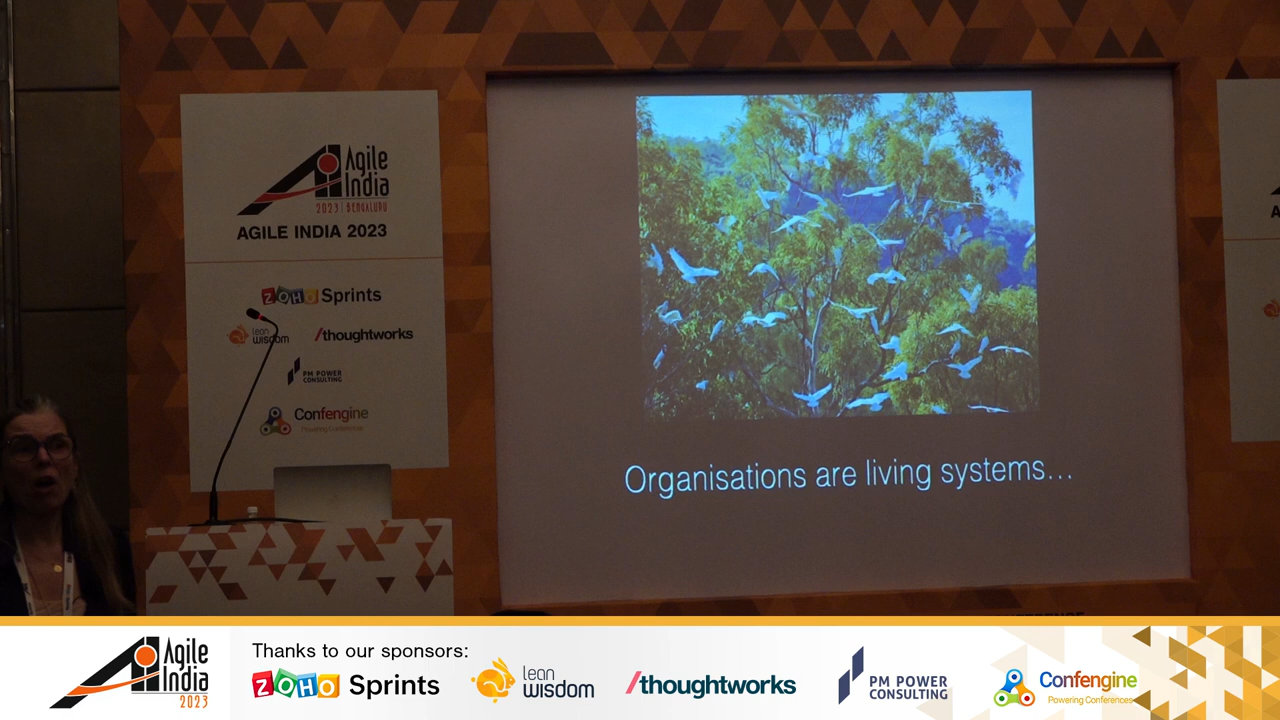 Agile
India
2023 | BENGALURU
AGILE INDIA 2023
ZOHO Sprints
lean
wisdom
/thoughtworks
PM POWER
CONSULTING
Confengine
Powering Conferences
Organisations are living systems...
Thanks to our sponsors:
Agile
India
2023
ZOHO Sprints
lean
wisdom
/thoughtworks
PM POWER
CONSULTING
Confengine
Powering Conferences